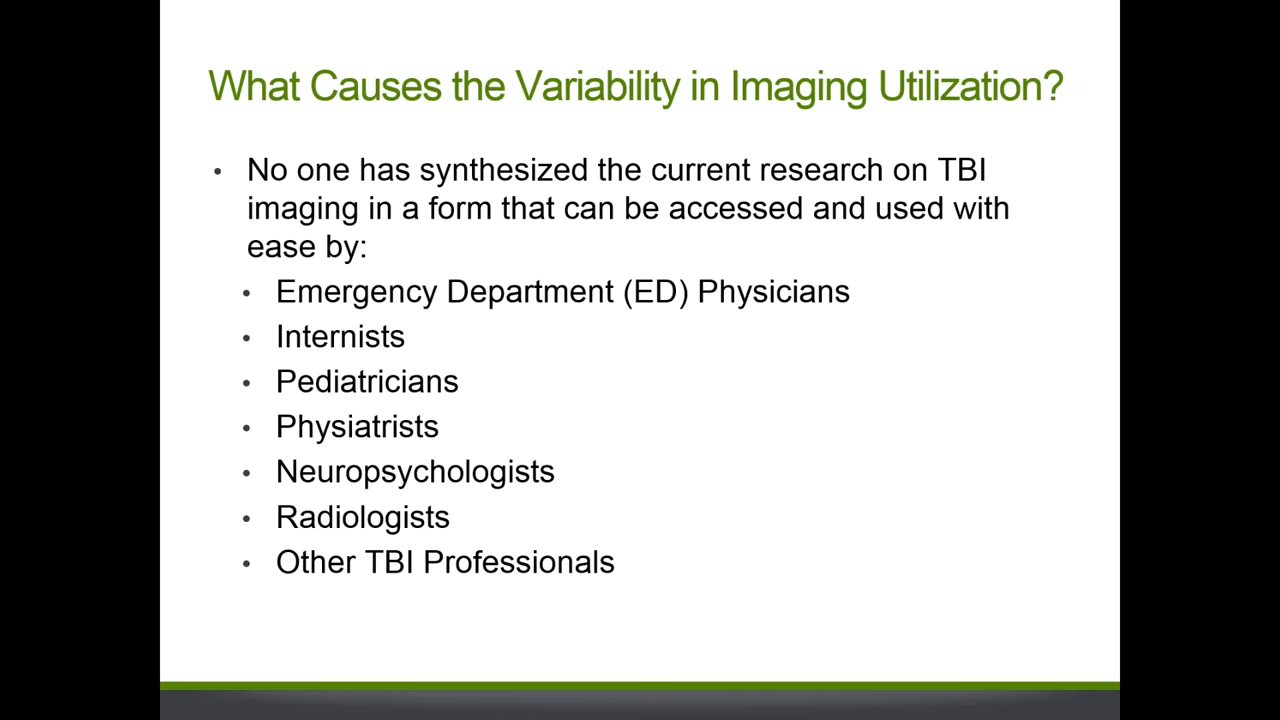 What Causes the Variability in Imaging Utilization?
• No one has synthesized the current research on TBI
imaging in a form that can be accessed and used with
ease by:
• Emergency Department (ED) Physicians
• Internists
• Pediatricians
• Physiatrists
• Neuropsychologists
• Radiologists
• Other TBI Professionals